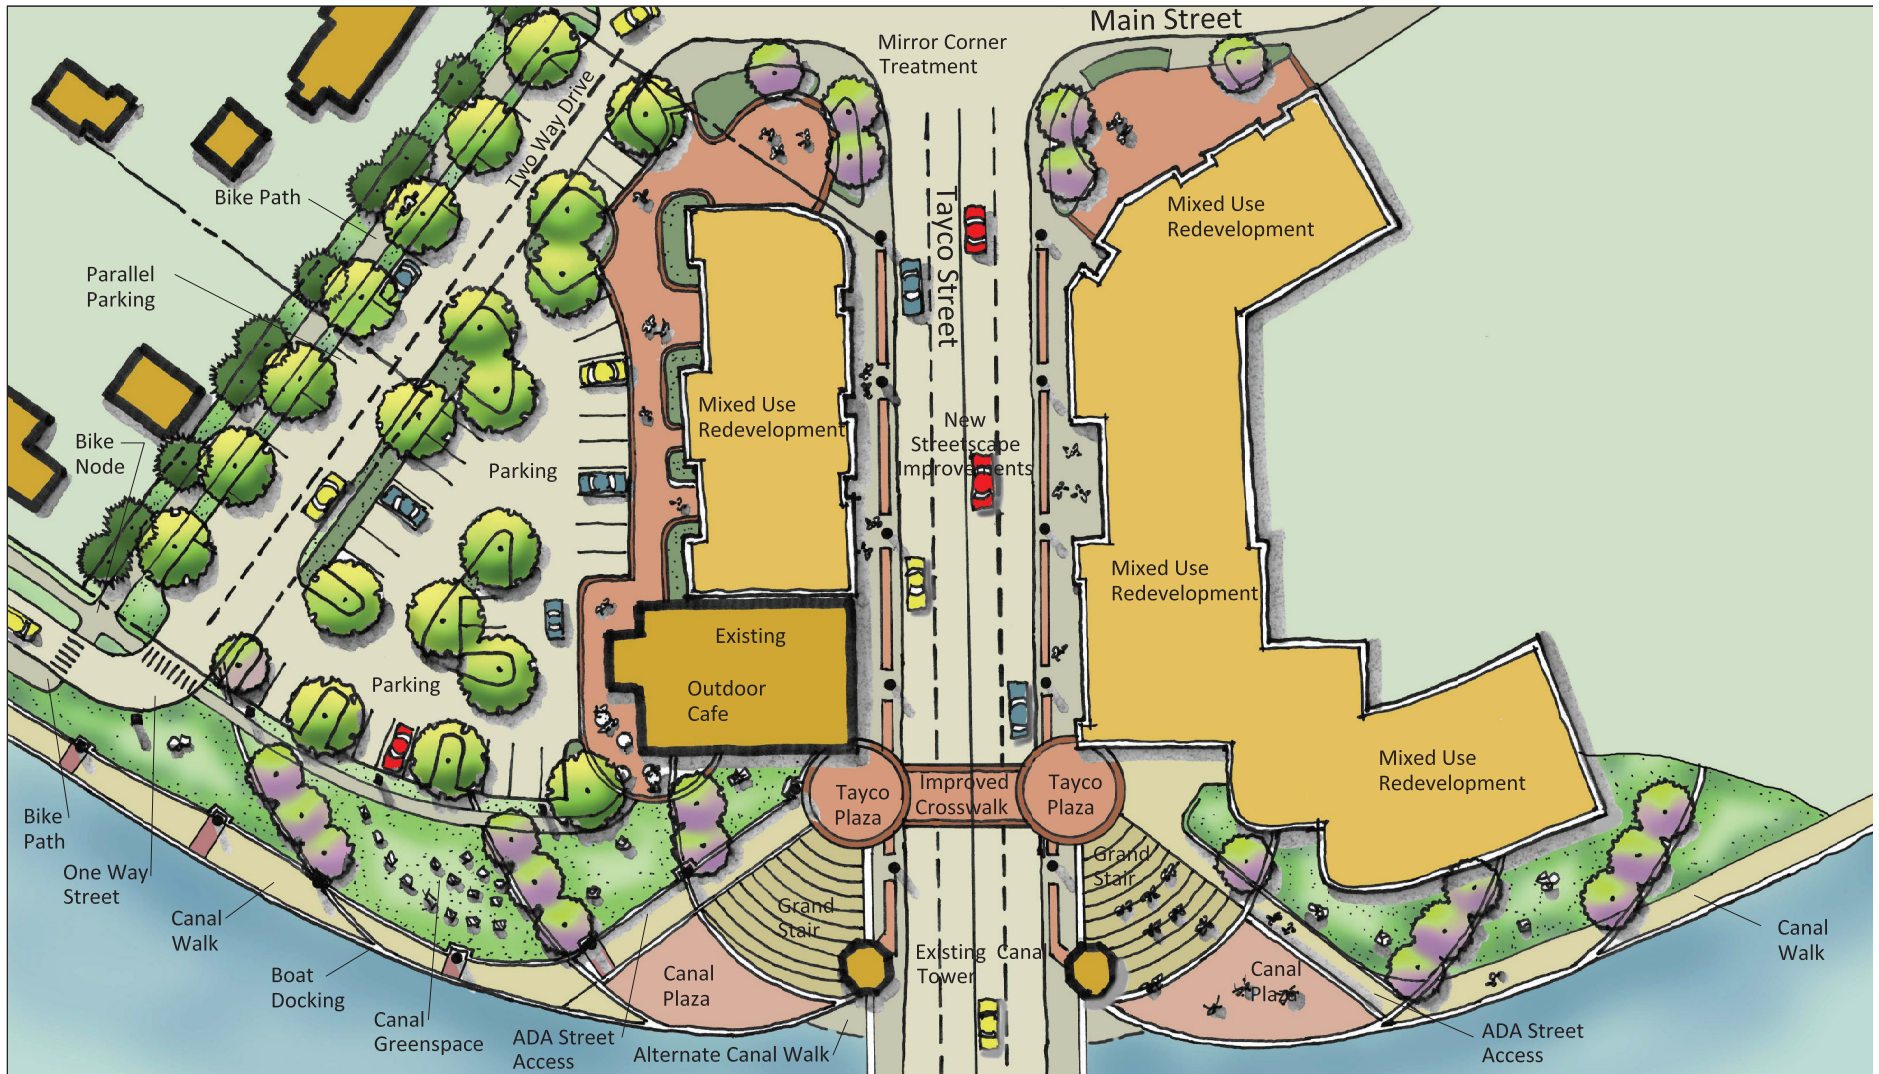 Main Street
Mirror Corner
Treatment
Two Way Drive
Bike Path
Tayco Street
Mixed Use
Redevelopment
Parallel
Parking
Mixed Use
Redevelopment
New
Streetscape
Improvements
Bike
Node
Parking
Mixed Use
Redevelopment
Existing
Outdoor
Cafe
Parking
Mixed Use
Redevelopment
Tayco
Plaza
Improved
Crosswalk
Tayco
Plaza
Bike
Path
One Way
Street
Canal
Walk
Grand
Stair
Grand
Stair
Boat
Docking
Canal
Plaza
Existing Canal
Tower
Canal
Plaza
Canal
Walk
Canal
Greenspace
ADA Street
Access
Alternate Canal Walk
ADA Street
Access